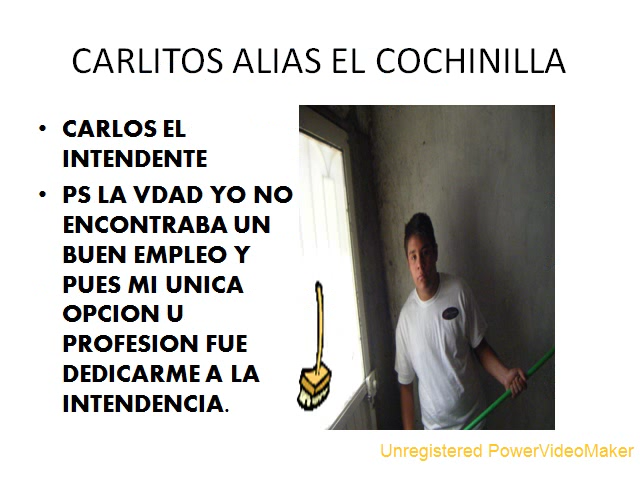 CARLITOS ALIAS EL COCHINILLA
• CARLOS EL
INTENDENTE
• PS LA VDAD YO NO
ENCONTRABA UN
BUEN EMPLEO Y
PUES MI UNICA
OPCION U
PROFESION FUE
DEDICARME A LA
INTENDENCIA.
Unregistered PowerVideoMaker